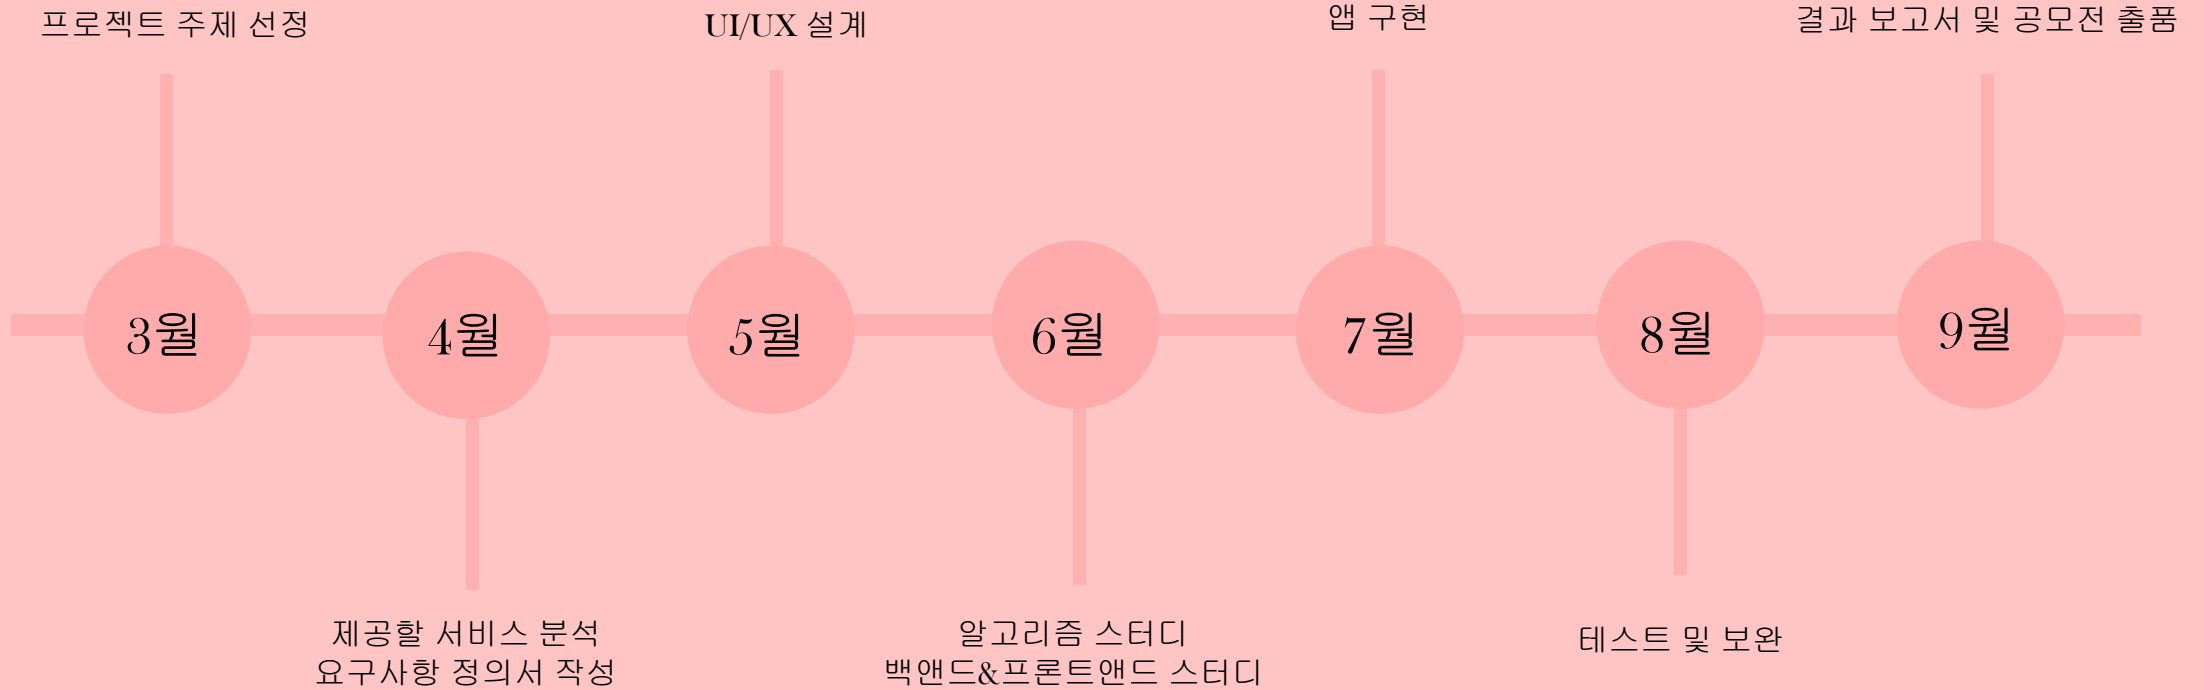 프로젝트 주제 선정
UI/UX 설계
앱 구현
결과 보고서 및 공모전 출품
3월
4월
5월
6월
7월
8월
9월
제공할 서비스 분석
요구사항 정의서 작성
알고리즘 스터디
백앤드&프론트앤드 스터디
테스트 및 보완